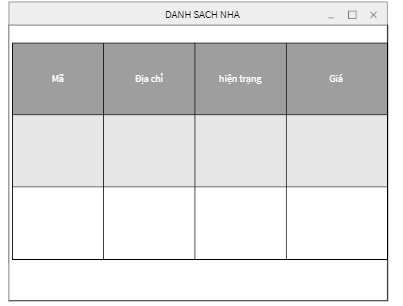 DANH SACH NHA
Mã Địa chỉ hiện trạng Giá